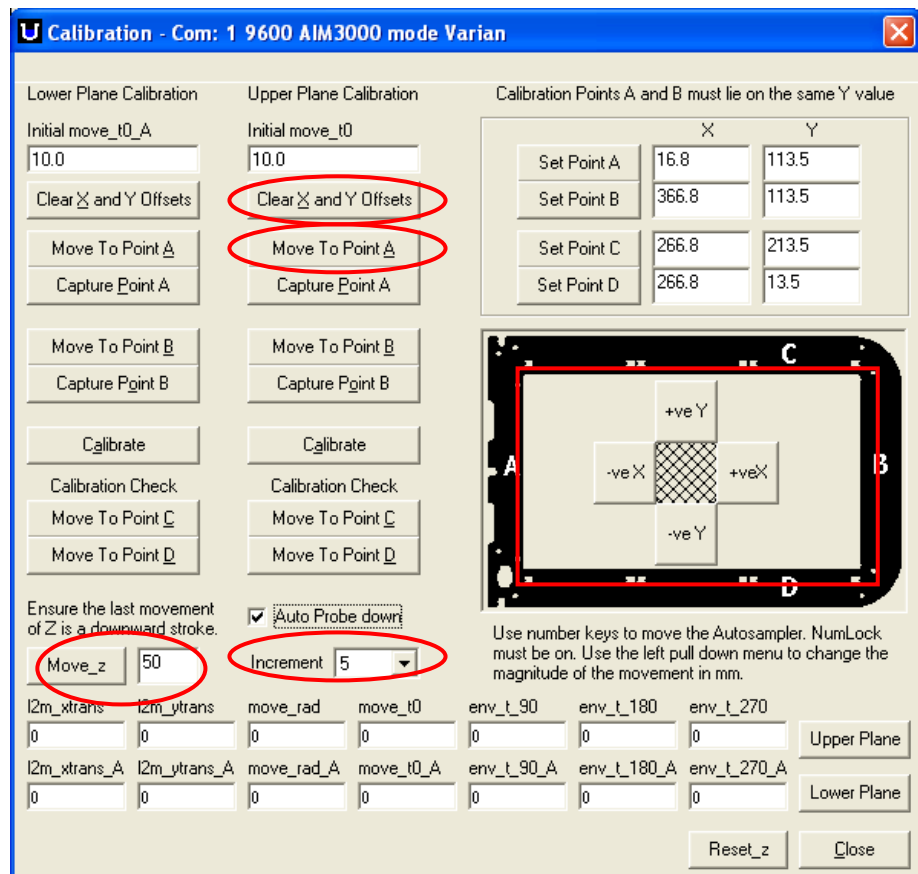 U Calibration - Com: 1 9600 AIM3000 mode Varian
Lower Plane Calibration
Upper Plane Calibration
Calibration Points A and B must lie on the same Y value
Initial move_t0_A
Initial move_t0
X Y
10.0
10.0
Set Point A 16.8 113.5
Clear X and Y Offsets
Clear X and Y Offsets
Set Point B 366.8 113.5
Move To Point A
Move To Point A
Set Point C 266.8 213.5
Capture Point A
Capture Point A
Set Point D 266.8 13.5
Move To Point B
Move To Point B
Capture Point B
Capture Point B
C
+ve Y
Calibrate
Calibrate
A
-ve X
+veX
B
Calibration Check
Calibration Check
Move To Point C
Move To Point C
-ve Y
Move To Point D
Move To Point D
D
Ensure the last movement
of Z is a downward stroke.
Auto Probe down
Move_z 50
Increment 5
Use number keys to move the Autosampler. NumLock
must be on. Use the left pull down menu to change the
magnitude of the movement in mm.
l2m_xtrans l2m_ytrans move_rad move_t0 env_t_90 env_t_180 env_t_270
0 0 0 0 0 0 0
Upper Plane
l2m_xtrans_A l2m_ytrans_A move_rad_A move_t0_A env_t_90_A env_t_180_A env_t_270_A
0 0 0 0 0 0 0
Lower Plane
Reset_z
Close